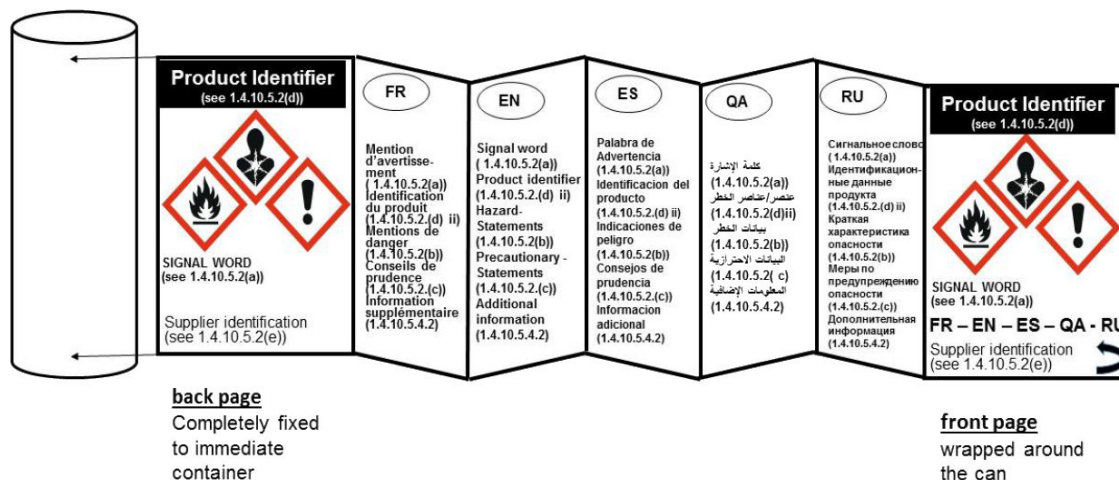 Product Identifier
(see 1.4.10.5.2(d))
SIGNAL WORD
(see 1.4.10.5.2(a))
Supplier identification
(see 1.4.10.5.2(e))
FR
Mention
d'avertisse-
ment
( 1.4.10.5.2(a))
Identification
du produit
(1.4.10.5.2.(d) ii)
Mentions de
danger
(1.4.10.5.2(b))
Conseils de
prudence
(1.4.10.5.2.(c))
Information
supplémentaire
(1.4.10.5.4.2)
EN
Signal word
( 1.4.10.5.2(a))
Product identifier
(1.4.10.5.2.(d) ii)
Hazard-
Statements
(1.4.10.5.2(b))
Precautionary -
Statements
(1.4.10.5.2.(c))
Additional
information
(1.4.10.5.4.2)
ES
Palabra de
Advertencia
(1.4.10.5.2(a))
Identificacion del
producto
(1.4.10.5.2.(d) ii)
Indicaciones de
peligro
(1.4.10.5.2(b))
Consejos de
prudencia
(1.4.10.5.2.(c))
Informacion
adicional
(1.4.10.5.4.2)
QA
كلمة الإشارة
(1.4.10.5.2(a))
عنصر/عناصر الخطر
(1.4.10.5.2(d)ii)
بيانات الخطر
(1.4.10.5.2(b))
البيانات الاحترازية
(1.4.10.5.2( c)
المعلومات الإضافية
(1.4.10.5.4.2)
RU
Сигнальное слово
( 1.4.10.5.2(a))
Идентификацион-
ные данные
продукта
(1.4.10.5.2.(d) ii)
Краткая
характеристика
опасности
(1.4.10.5.2(b))
Меры по
предупреждению
опасности
(1.4.10.5.2.(c))
Дополнительная
информация
(1.4.10.5.4.2)
Product Identifier
(see 1.4.10.5.2(d))
SIGNAL WORD
(see 1.4.10.5.2(a))
FR – EN – ES – QA - RU
Supplier identification
(see 1.4.10.5.2(e))
back page
Completely fixed
to immediate
container
front page
wrapped around
the can